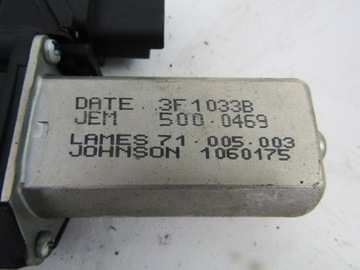 DATE 3F1033B
JEM 500.0469
LAMES 71.005.003
JOHNSON 1060175